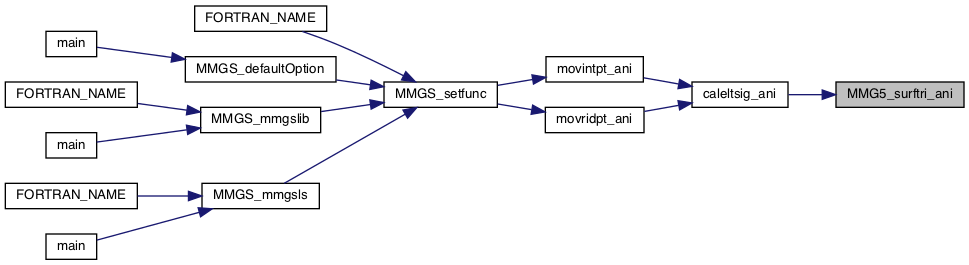 FORTRAN_NAME
main
MMGS_defaultOption
movintpt_ani
FORTRAN_NAME
MMGS_setfunc
caleltsig_ani
MMG5_surftri_ani
MMGS_mmgslib
movridpt_ani
main
FORTRAN_NAME
MMGS_mmgsls
main